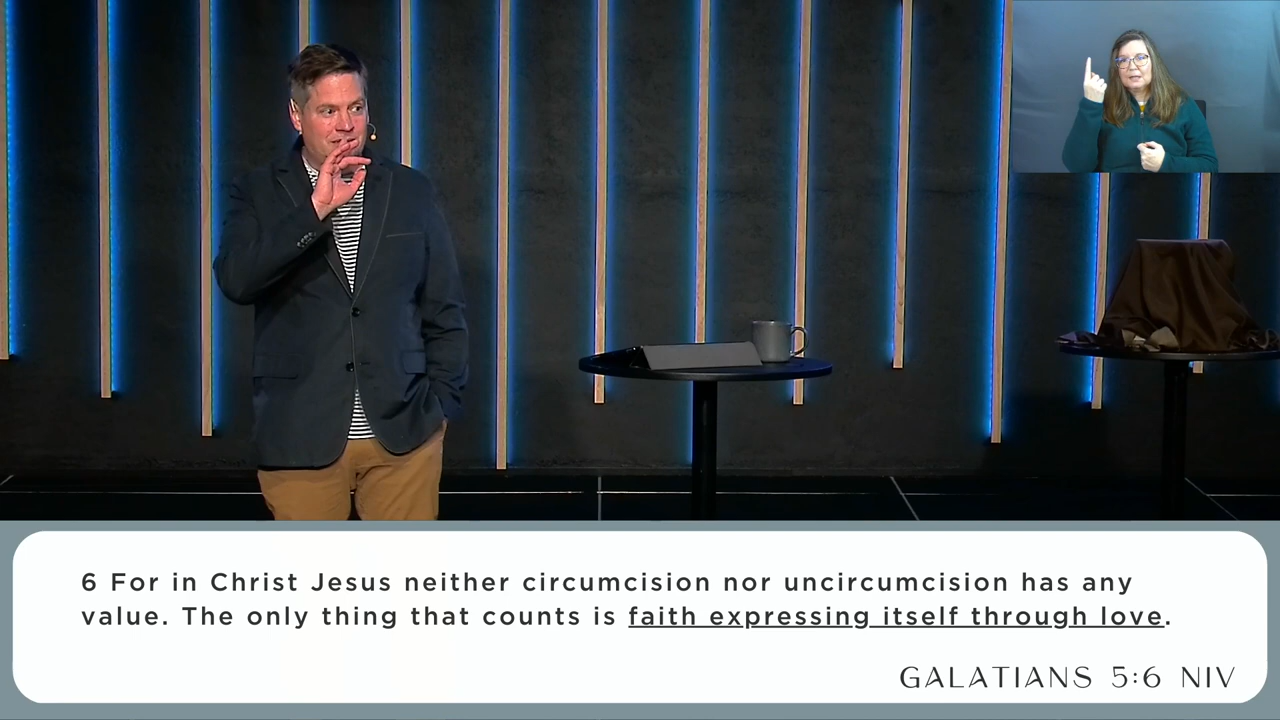 6 For in Christ Jesus neither circumcision nor uncircumcision has any
value. The only thing that counts is faith expressing itself through love.
GALATIANS 5:6 NIV